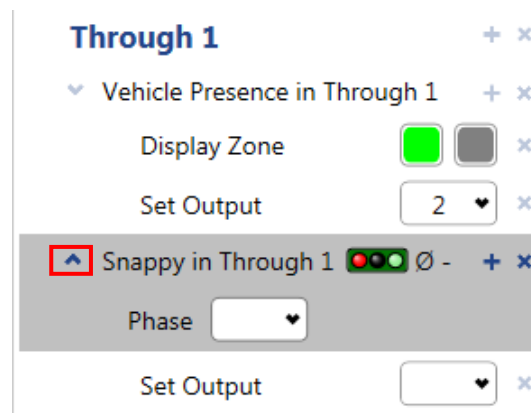 Through 1
Vehicle Presence in Through 1
Display Zone
Set Output 2
Snappy in Through 1 Ø -
Phase
Set Output